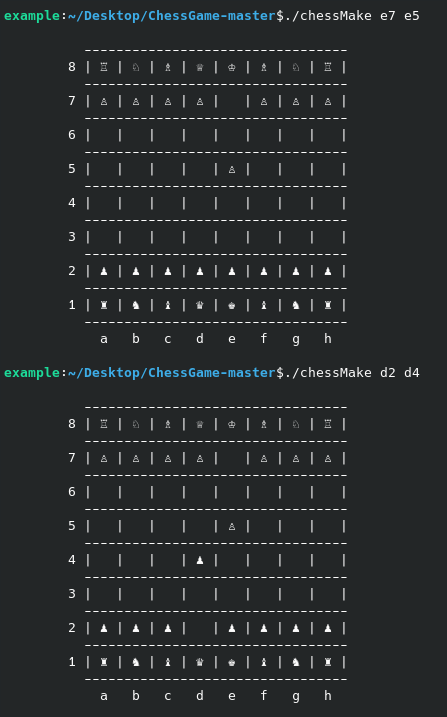 example:~/Desktop/ChessGame-master$./chessMake e7 e5
---------------------------------
8 | ♖ | ♘ | ♗ | ♕ | ♔ | ♗ | ♘ | ♖ |
---------------------------------
7 | ♙ | ♙ | ♙ | ♙ |   | ♙ | ♙ | ♙ |
---------------------------------
6 |   |   |   |   |   |   |   |   |
---------------------------------
5 |   |   |   |   | ♙ |   |   |   |
---------------------------------
4 |   |   |   |   |   |   |   |   |
---------------------------------
3 |   |   |   |   |   |   |   |   |
---------------------------------
2 | ♟ | ♟ | ♟ | ♟ | ♟ | ♟ | ♟ | ♟ |
---------------------------------
1 | ♜ | ♞ | ♝ | ♛ | ♚ | ♝ | ♞ | ♜ |
---------------------------------
a b c d e f g h
example:~/Desktop/ChessGame-master$./chessMake d2 d4
---------------------------------
8 | ♖ | ♘ | ♗ | ♕ | ♔ | ♗ | ♘ | ♖ |
---------------------------------
7 | ♙ | ♙ | ♙ | ♙ |   | ♙ | ♙ | ♙ |
---------------------------------
6 |   |   |   |   |   |   |   |   |
---------------------------------
5 |   |   |   |   | ♙ |   |   |   |
---------------------------------
4 |   |   |   | ♟ |   |   |   |   |
---------------------------------
3 |   |   |   |   |   |   |   |   |
---------------------------------
2 | ♟ | ♟ | ♟ |   | ♟ | ♟ | ♟ | ♟ |
---------------------------------
1 | ♜ | ♞ | ♝ | ♛ | ♚ | ♝ | ♞ | ♜ |
---------------------------------
a b c d e f g h